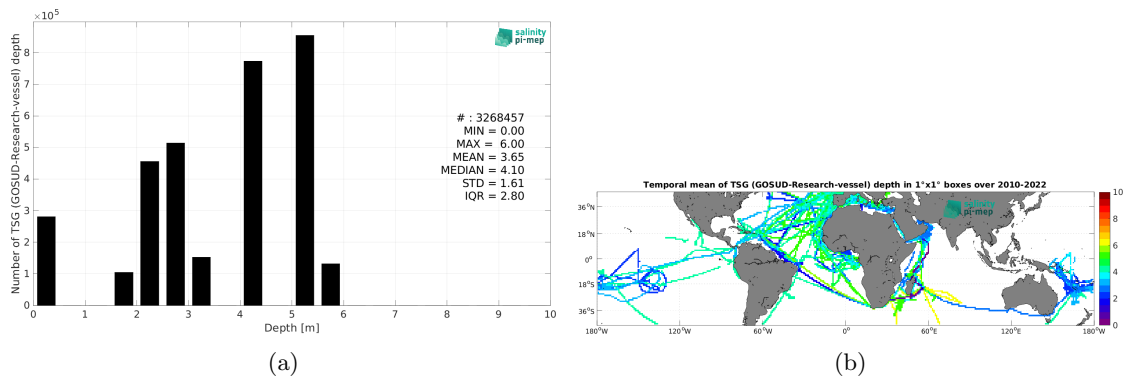 ×10⁵
salinity
pi-mep
Number of TSG (GOSUD-Research-vessel) depth
8
7
6
5
4
3
2
1
0
# : 3268457
MIN = 0.00
MAX = 6.00
MEAN = 3.65
MEDIAN = 4.10
STD = 1.61
IQR = 2.80
0 1 2 3 4 5 6 7 8 9 10
Depth [m]
(a)
Temporal mean of TSG (GOSUD-Research-vessel) depth in 1°x1° boxes over 2010-2022
salinity
pi-mep
36°N
18°N
0°
18°S
36°S
180°W 120°W 60°W 0° 60°E 120°E 180°W
10
8
6
4
2
0
(b)